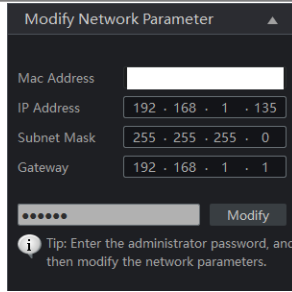 Modify Network Parameter
Mac Address
IP Address 192 . 168 . 1 . 135
Subnet Mask 255 . 255 . 255 . 0
Gateway 192 . 168 . 1 . 1
●●●●●● Modify
Tip: Enter the administrator password, and
then modify the network parameters.